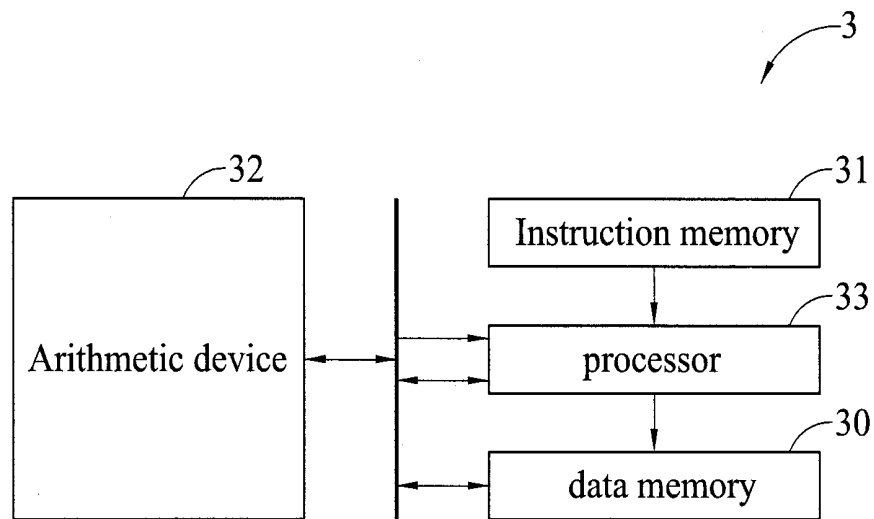 3
32
31
Instruction memory
33
Arithmetic device
processor
30
data memory